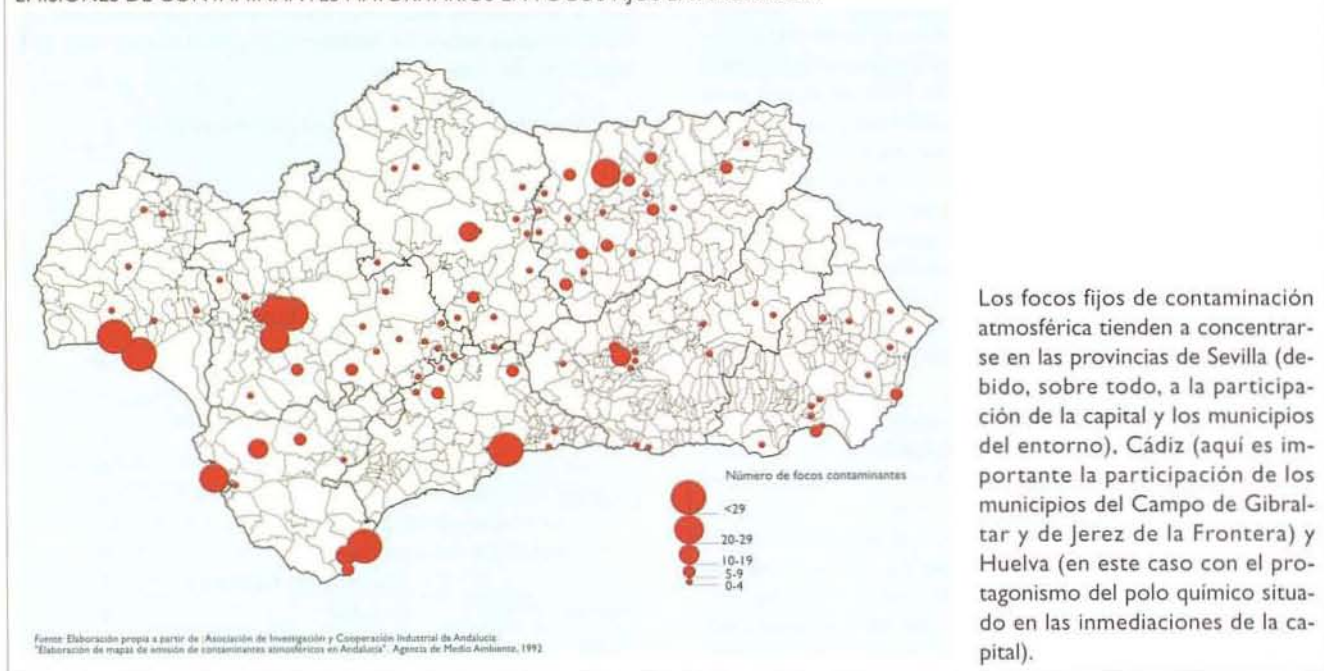 Número de focos contaminantes
<29
20-29
10-19
5-9
0-4
Fuente: Elaboración propia a partir de: Asociación de Investigación y Cooperación Industrial de Andalucía:
"Elaboración de mapas de emisión de contaminantes atmosféricos en Andalucía". Agencia de Medio Ambiente, 1992
Los focos fijos de contaminación
atmosférica tienden a concentrar-
se en las provincias de Sevilla (de-
bido, sobre todo, a la participa-
ción de la capital y los municipios
del entorno), Cádiz (aquí es im-
portante la participación de los
municipios del Campo de Gibral-
tar y de Jerez de la Frontera) y
Huelva (en este caso con el pro-
tagonismo del polo químico situa-
do en las inmediaciones de la ca-
pital).